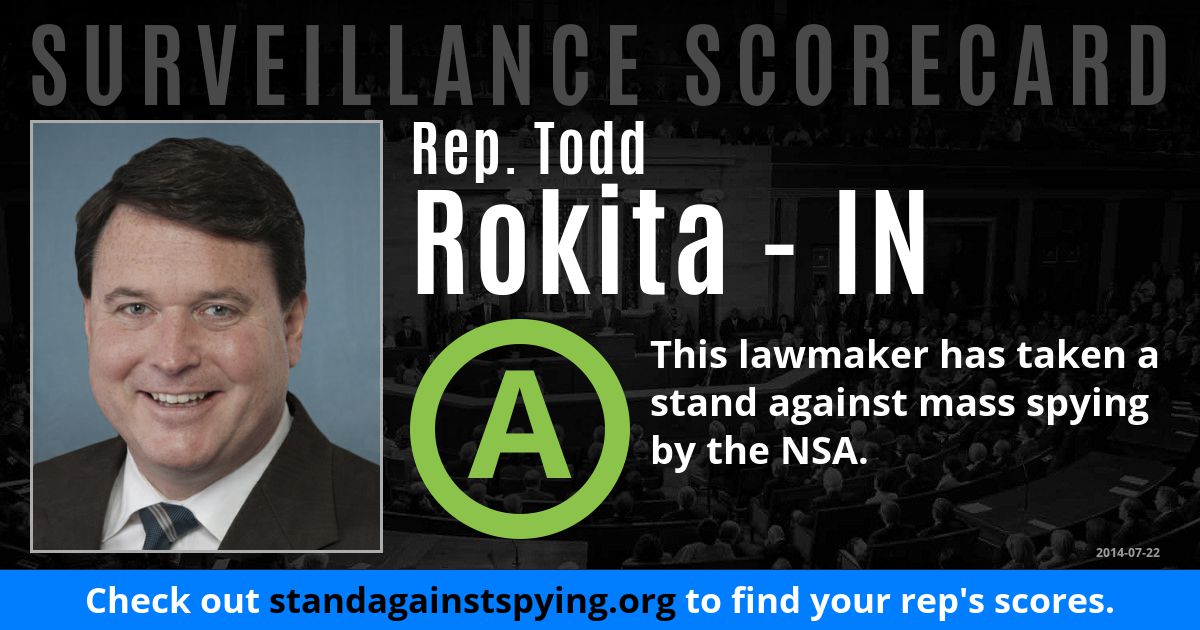 SURVEILLANCE SCORECARD
Rep. Todd
Rokita - IN
A
This lawmaker has taken a
stand against mass spying
by the NSA.
2014-07-22
Check out standagainstspying.org to find your rep's scores.